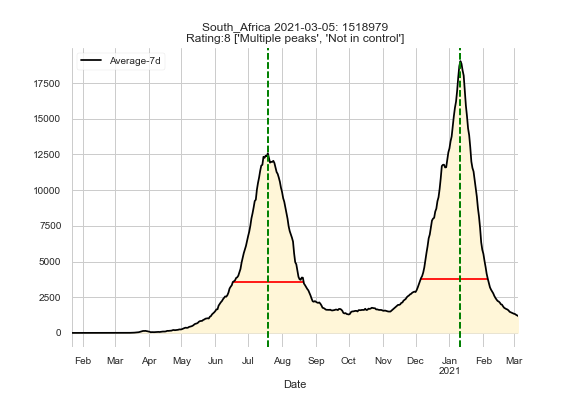 South_Africa 2021-03-05: 1518979
Rating:8 ['Multiple peaks', 'Not in control']
Average-7d
17500
15000
12500
10000
7500
5000
2500
0
Feb Mar Apr May Jun Jul Aug Sep Oct Nov Dec Jan Feb Mar
2021
Date